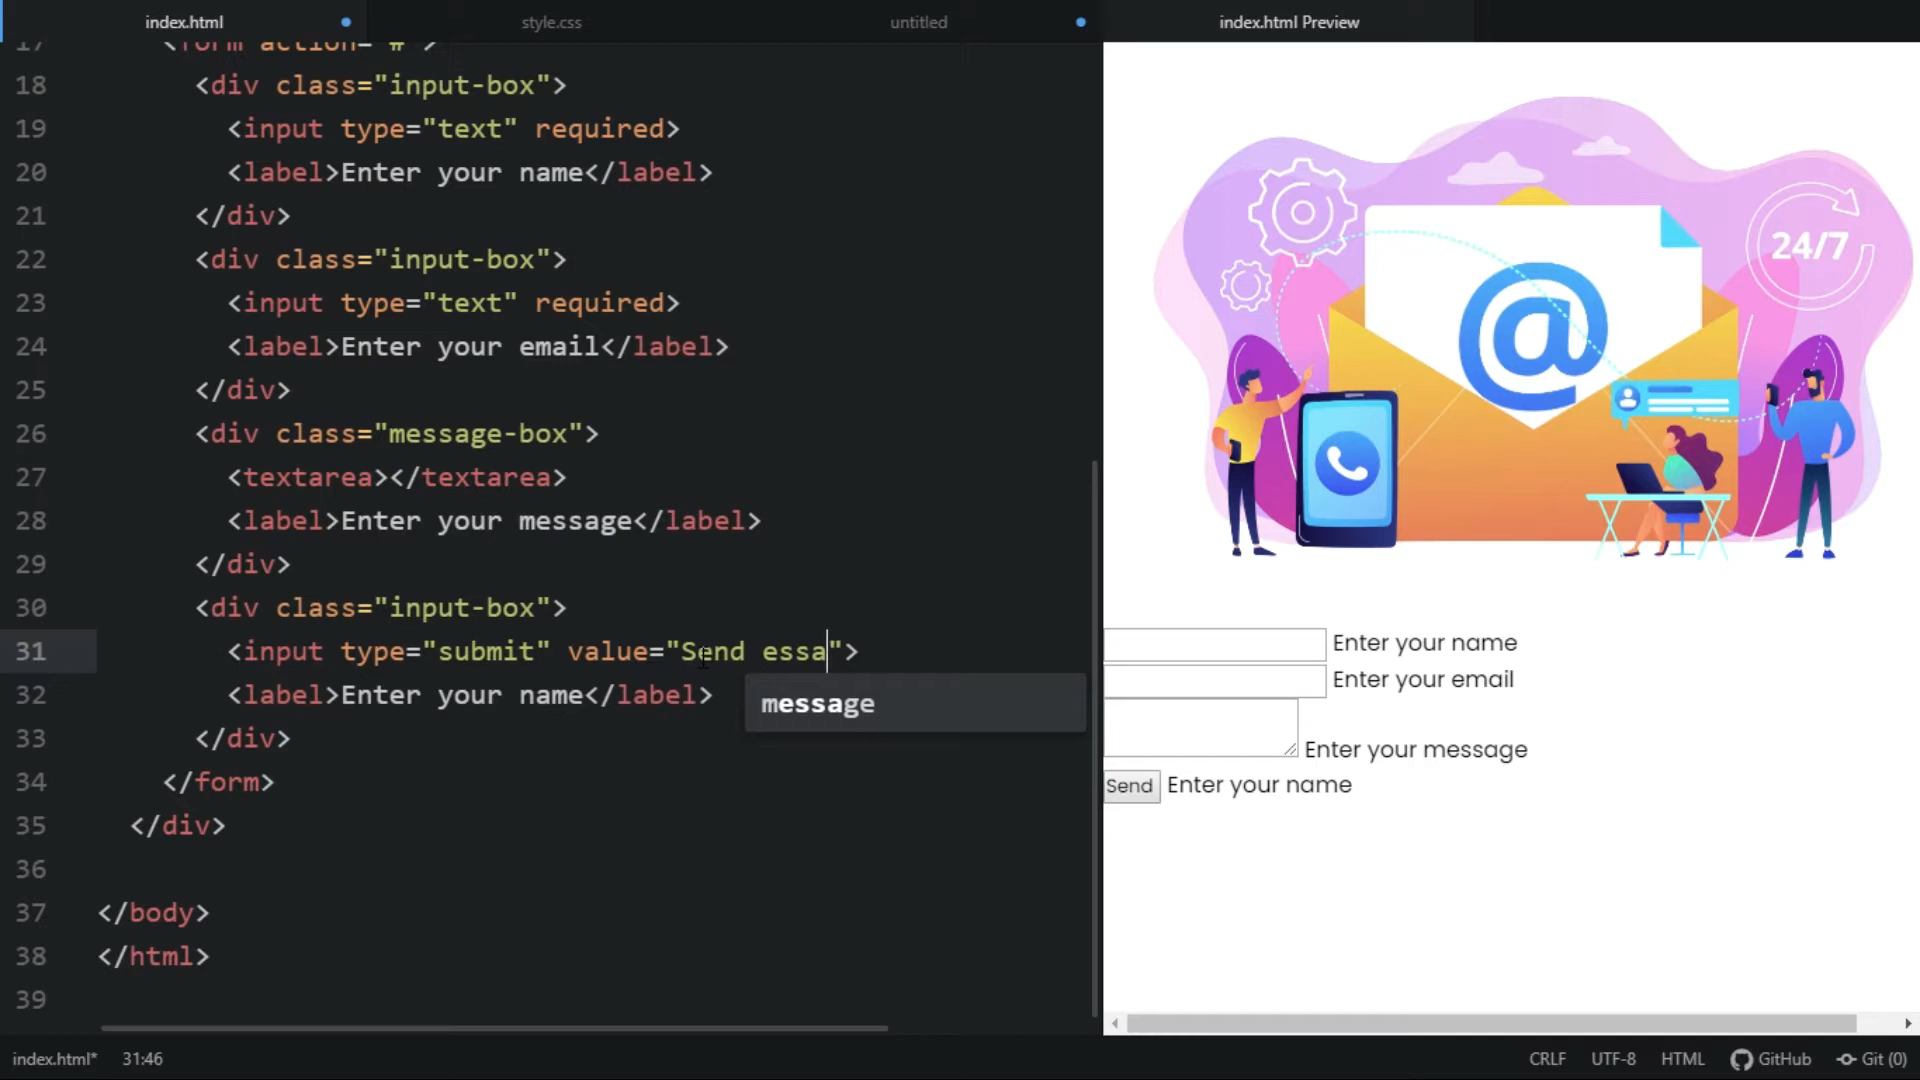 index.html
style.css
untitled
index.html Preview
17 <form action="#">
18 <div class="input-box">
19 <input type="text" required>
20 <label>Enter your name</label>
21 </div>
22 <div class="input-box">
23 <input type="text" required>
24 <label>Enter your email</label>
25 </div>
26 <div class="message-box">
27 <textarea></textarea>
28 <label>Enter your message</label>
29 </div>
30 <div class="input-box">
31 <input type="submit" value="Send essa">
message
32 <label>Enter your name</label>
33 </div>
34 </form>
35 </div>
36
37 </body>
38 </html>
39
24/7
@
Enter your name
Enter your email
Enter your message
Send Enter your name
index.html* 31:46
CRLF UTF-8 HTML GitHub Git (0)